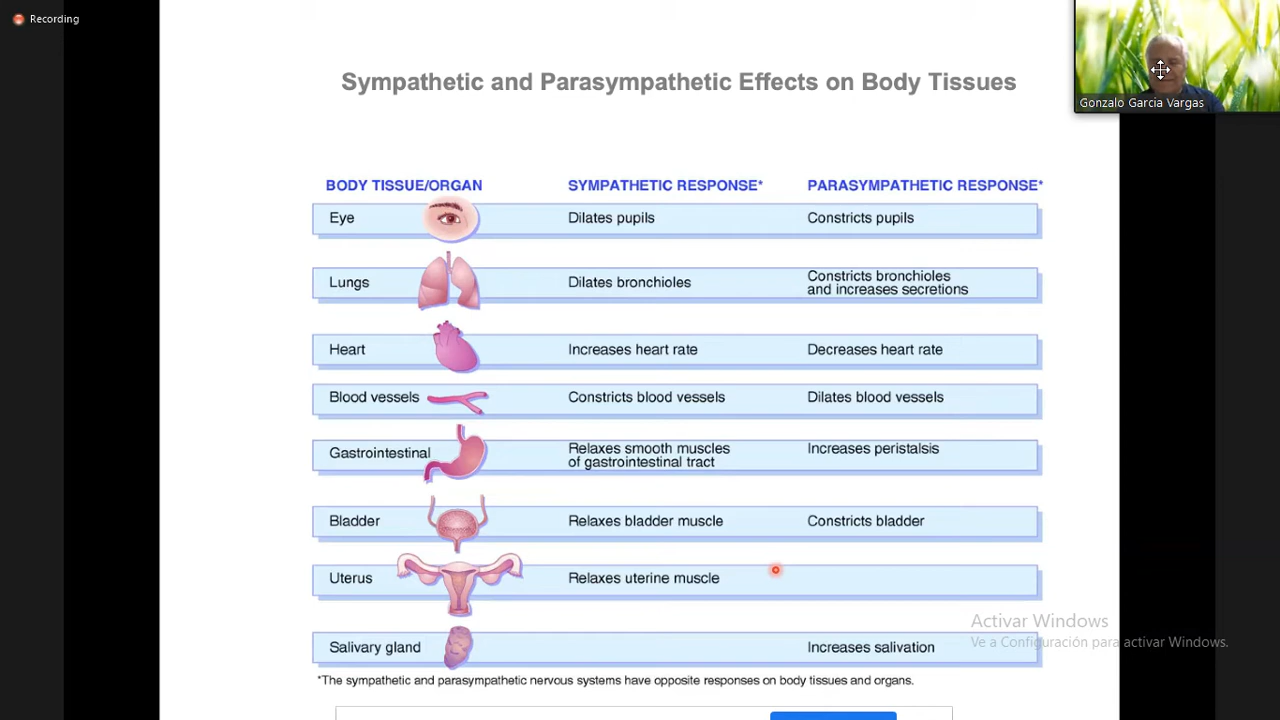 Recording
Gonzalo Garcia Vargas
Sympathetic and Parasympathetic Effects on Body Tissues
BODY TISSUE/ORGAN SYMPATHETIC RESPONSE* PARASYMPATHETIC RESPONSE*
Eye Dilates pupils Constricts pupils
Lungs Dilates bronchioles Constricts bronchioles
and increases secretions
Heart Increases heart rate Decreases heart rate
Blood vessels Constricts blood vessels Dilates blood vessels
Gastrointestinal Relaxes smooth muscles Increases peristalsis
of gastrointestinal tract
Bladder Relaxes bladder muscle Constricts bladder
Uterus Relaxes uterine muscle
Salivary gland Increases salivation
*The sympathetic and parasympathetic nervous systems have opposite responses on body tissues and organs.
Activar Windows
Ve a Configuración para activar Windows.